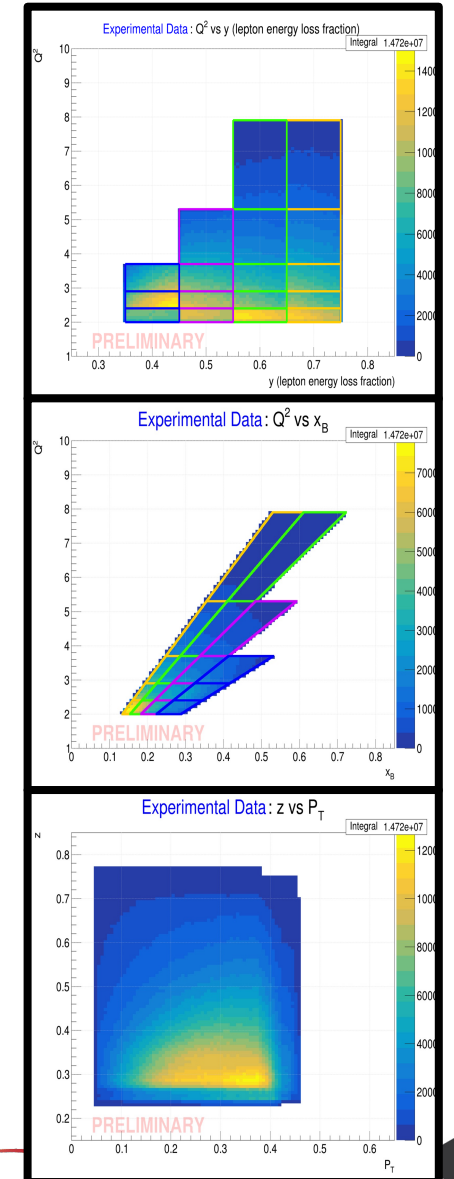 Experimental Data : Q² vs y (lepton energy loss fraction)
Integral 1.472e+07
Q²
10
9
8
7
6
5
4
3
2
1
0.3 0.4 0.5 0.6 0.7 0.8
y (lepton energy loss fraction)
1400
1200
1000
8000
6000
4000
2000
0
PRELIMINARY
Experimental Data : Q² vs x_B
Integral 1.472e+07
Q²
10
9
8
7
6
5
4
3
2
1
0 0.1 0.2 0.3 0.4 0.5 0.6 0.7 0.8
x_B
7000
6000
5000
4000
3000
2000
1000
0
PRELIMINARY
Experimental Data : z vs P_T
Integral 1.472e+07
z
0.8
0.7
0.6
0.5
0.4
0.3
0.2
0 0.1 0.2 0.3 0.4 0.5 0.6
P_T
1200
1000
8000
6000
4000
2000
0
PRELIMINARY